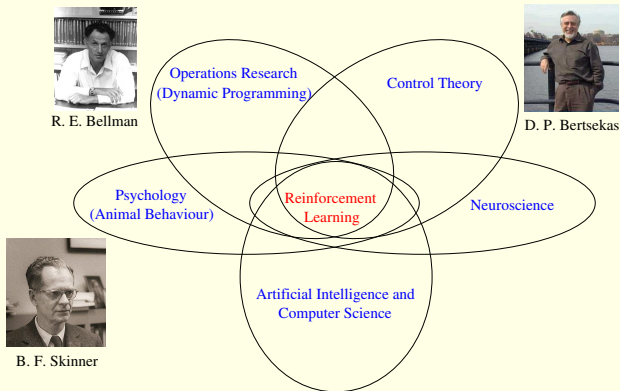 Operations Research
(Dynamic Programming)
Control Theory
R. E. Bellman
D. P. Bertsekas
Psychology
(Animal Behaviour)
Reinforcement
Learning
Neuroscience
Artificial Intelligence and
Computer Science
B. F. Skinner